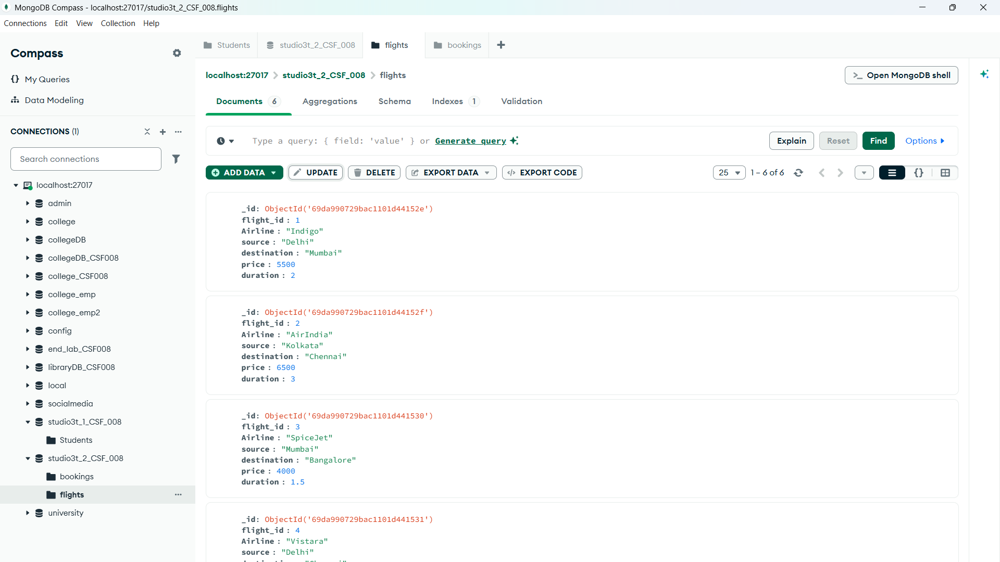 MongoDB Compass - localhost:27017/studio3t_2_CSF_008.flights
Connections Edit View Collection Help
Compass
My Queries
Data Modeling
CONNECTIONS (1)
Search connections
localhost:27017
admin
college
collegeDB
collegeDB_CSF008
college_CSF008
college_emp
college_emp2
config
end_lab_CSF008
libraryDB_CSF008
local
socialmedia
studio3t_1_CSF_008
Students
studio3t_2_CSF_008
bookings
flights
university
Students studio3t_2_CSF_008 flights bookings
localhost:27017 > studio3t_2_CSF_008 > flights
>_ Open MongoDB shell
Documents 6 Aggregations Schema Indexes 1 Validation
Type a query: { field: 'value' } or Generate query
Explain Reset Find Options
ADD DATA UPDATE DELETE EXPORT DATA </> EXPORT CODE
25 1 – 6 of 6 {}
_id: ObjectId('69da990729bac1101d44152e')
flight_id : 1
Airline : "Indigo"
source : "Delhi"
destination : "Mumbai"
price : 5500
duration : 2
_id: ObjectId('69da990729bac1101d44152f')
flight_id : 2
Airline : "AirIndia"
source : "Kolkata"
destination : "Chennai"
price : 6500
duration : 3
_id: ObjectId('69da990729bac1101d441530')
flight_id : 3
Airline : "SpiceJet"
source : "Mumbai"
destination : "Bangalore"
price : 4000
duration : 1.5
_id: ObjectId('69da990729bac1101d441531')
flight_id : 4
Airline : "Vistara"
source : "Delhi"